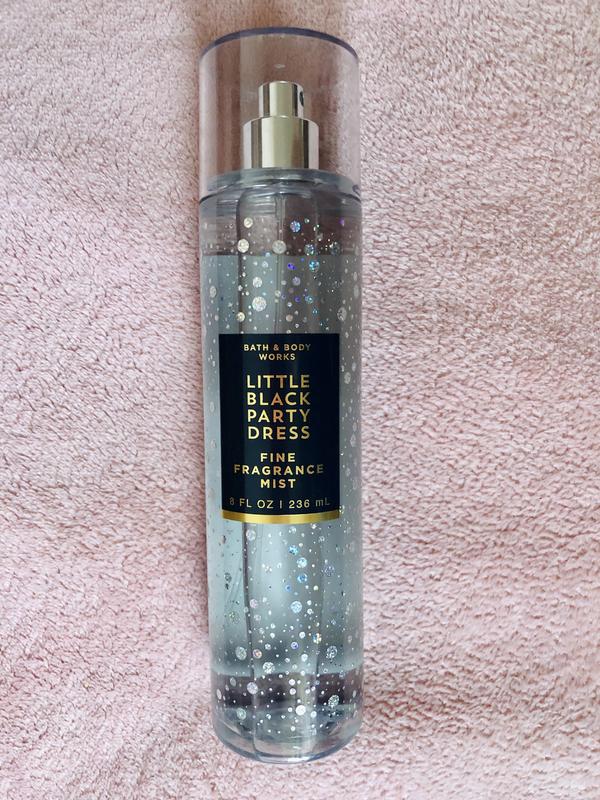 BATH & BODY
WORKS
LITTLE
BLACK
PARTY
DRESS
FINE
FRAGRANCE
MIST
8 FL OZ | 236 mL